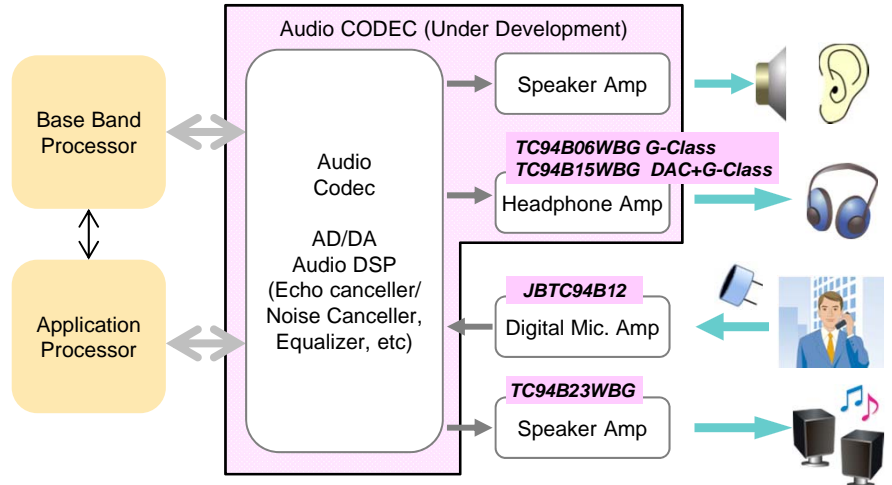 Audio CODEC (Under Development)
Base Band
Processor
Application
Processor
Audio
Codec
AD/DA
Audio DSP
(Echo canceller/
Noise Canceller,
Equalizer, etc)
Speaker Amp
TC94B06WBG G-Class
TC94B15WBG DAC+G-Class
Headphone Amp
JBTC94B12
Digital Mic. Amp
TC94B23WBG
Speaker Amp